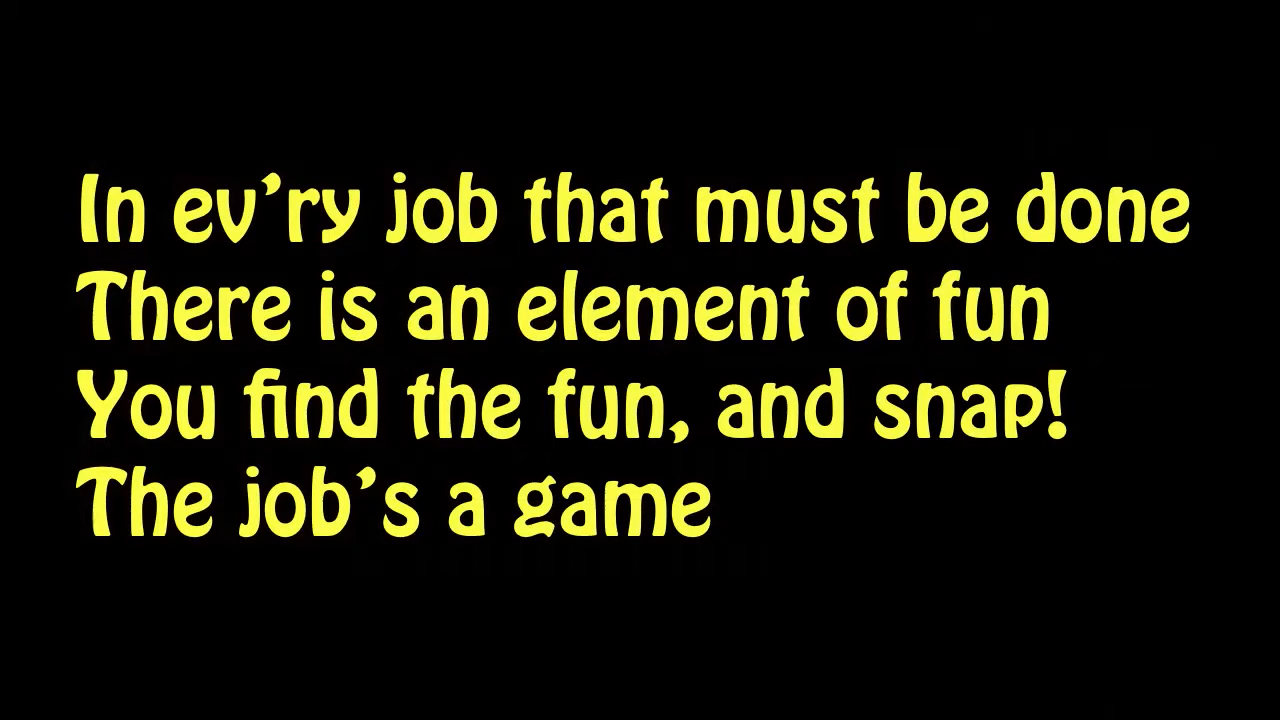 In ev’ry job that must be done
There is an element of fun
You find the fun, and snap!
The job’s a game